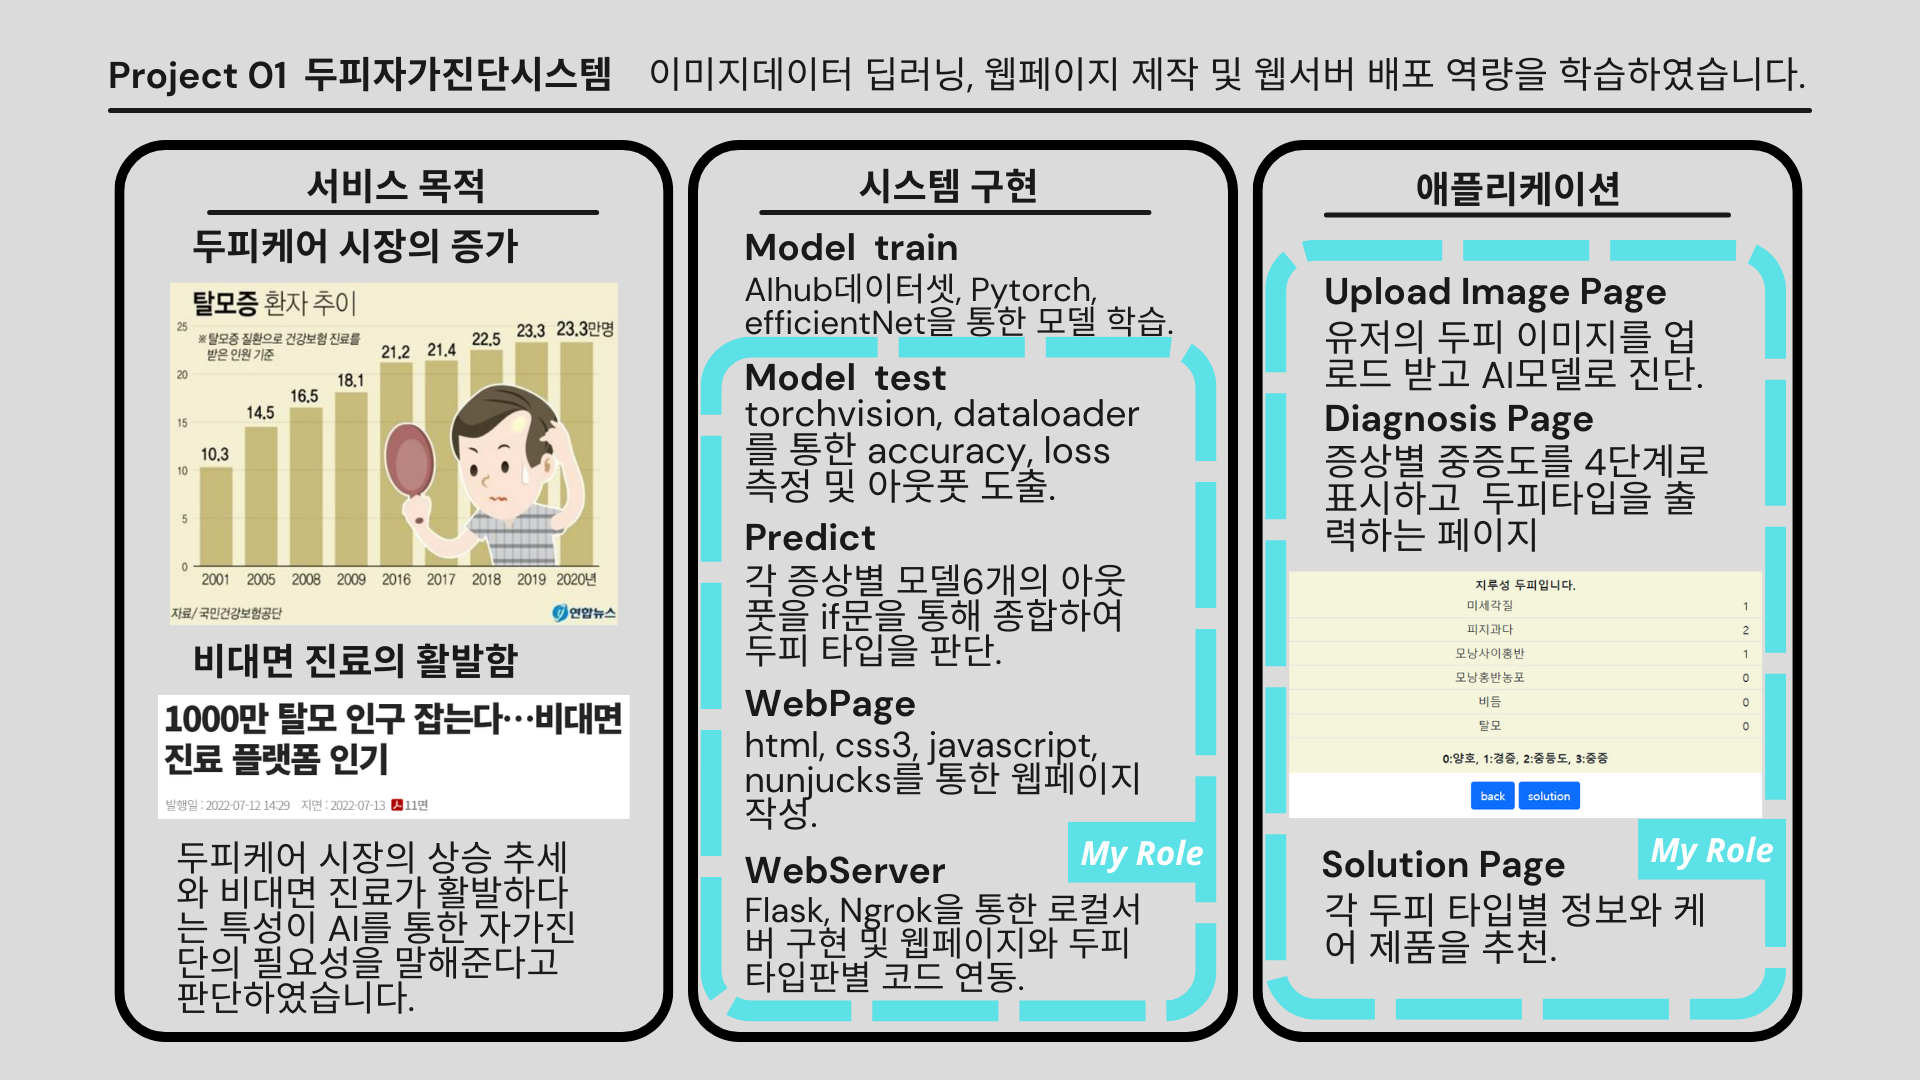 Project 01 두피자가진단시스템 이미지데이터 딥러닝, 웹페이지 제작 및 웹서버 배포 역량을 학습하였습니다.
서비스 목적
두피케어 시장의 증가
탈모증 환자 추이
※ 탈모증 질환으로 건강보험 진료를
받은 인원 기준
25
20
15
10
5
0
10.3
14.5
16.5
18.1
21.2
21.4
22.5
23.3
23.3만명
2001 2005 2008 2009 2016 2017 2018 2019 2020년
자료/ 국민건강보험공단
연합뉴스
비대면 진료의 활발함
1000만 탈모 인구 잡는다…비대면
진료 플랫폼 인기
발행일 : 2022-07-12 14:29 지면 : 2022-07-13 11면
두피케어 시장의 상승 추세
와 비대면 진료가 활발하다
는 특성이 AI를 통한 자가진
단의 필요성을 말해준다고
판단하였습니다.
시스템 구현
Model train
AIhub데이터셋, Pytorch,
efficientNet을 통한 모델 학습.
Model test
torchvision, dataloader
를 통한 accuracy, loss
측정 및 아웃풋 도출.
Predict
각 증상별 모델6개의 아웃
풋을 if문을 통해 종합하여
두피 타입을 판단.
WebPage
html, css3, javascript,
nunjucks를 통한 웹페이지
작성.
My Role
WebServer
Flask, Ngrok을 통한 로컬서
버 구현 및 웹페이지와 두피
타입판별 코드 연동.
애플리케이션
Upload Image Page
유저의 두피 이미지를 업
로드 받고 AI모델로 진단.
Diagnosis Page
증상별 중증도를 4단계로
표시하고 두피타입을 출
력하는 페이지
지루성 두피입니다.
미세각질 1
피지과다 2
모낭사이홍반 1
모낭홍반농포 0
비듬 0
탈모 0
0:양호, 1:경증, 2:중등도, 3:중증
back solution
My Role
Solution Page
각 두피 타입별 정보와 케
어 제품을 추천.